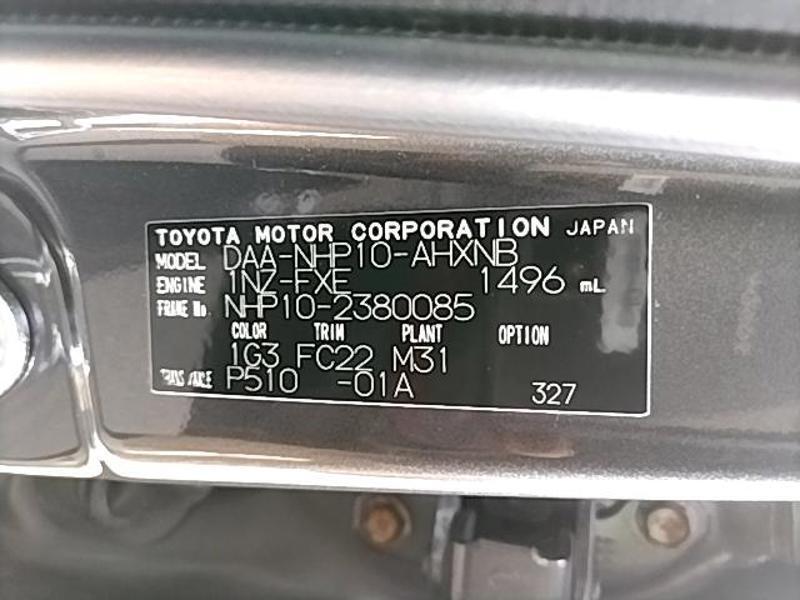 TOYOTA MOTOR CORPORATION JAPAN
MODEL DAA-NHP10-AHXNB
ENGINE 1NZ-FXE 1496 mL
FRAME No. NHP10-2380085
COLOR TRIM PLANT OPTION
1G3 FC22 M31
TRANS/AXLE P510 -01A 327